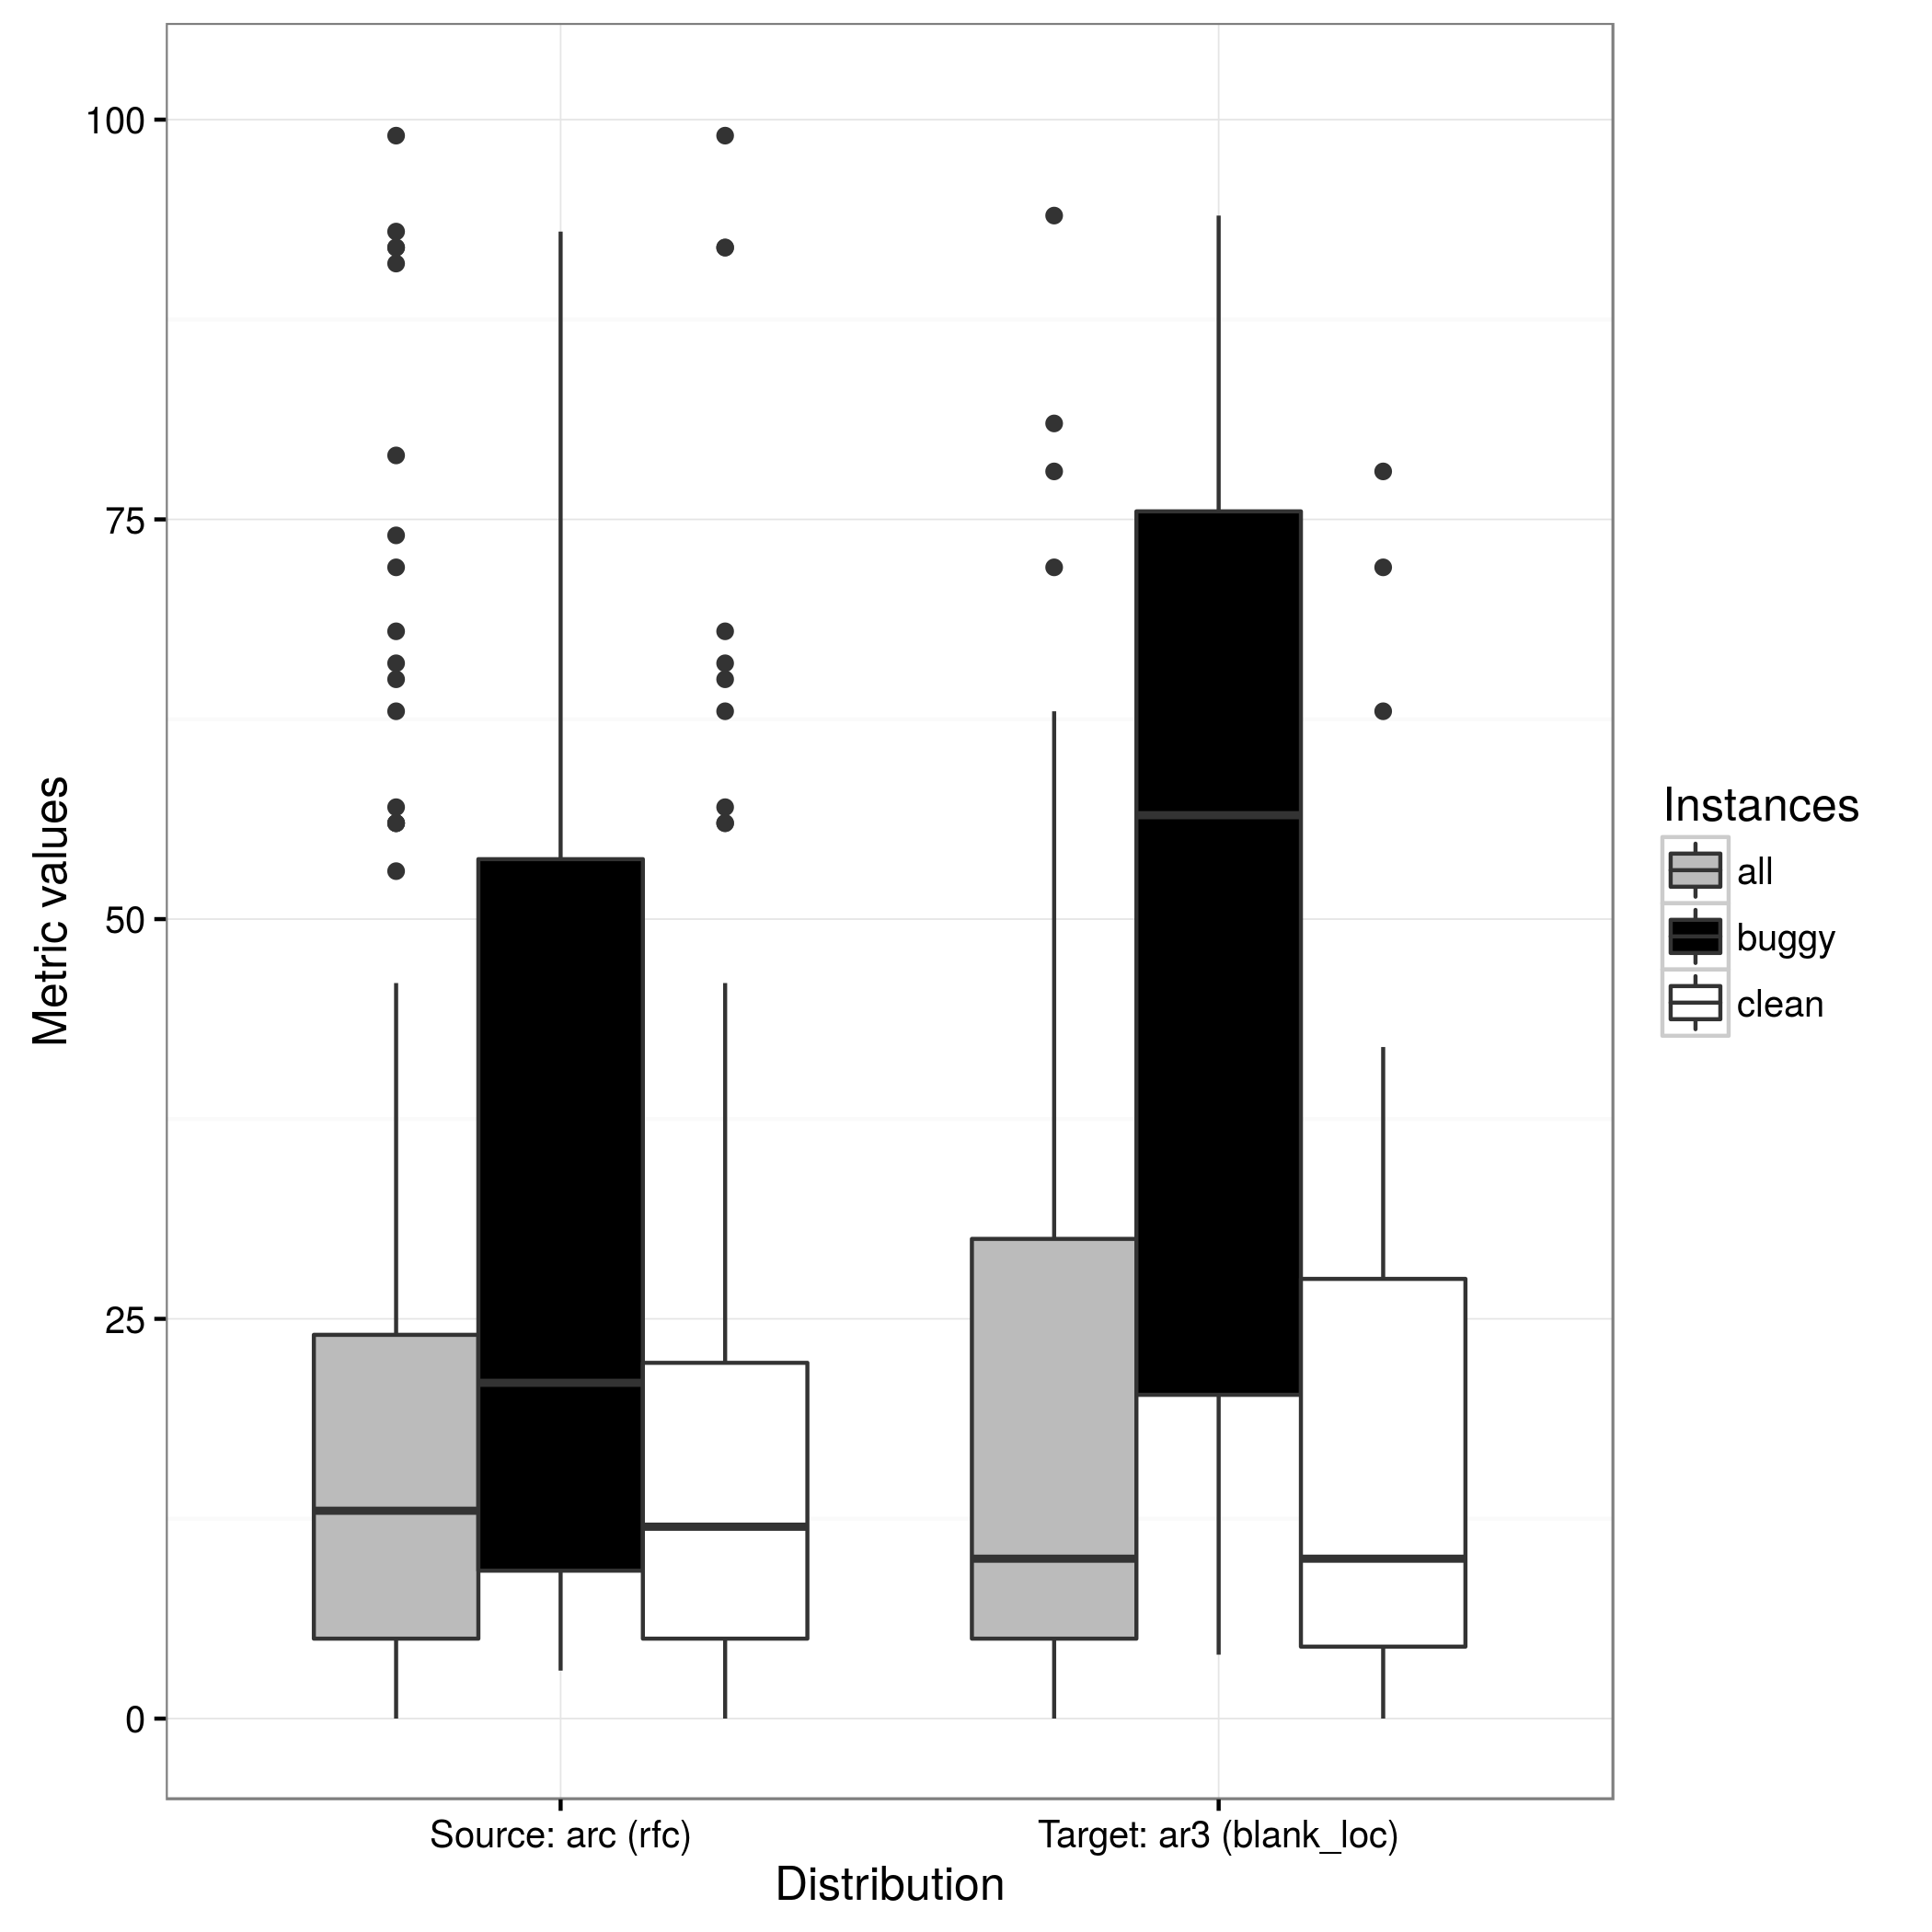 100
75
50
25
0
Metric values
Source: arc (rfc)
Target: ar3 (blank_loc)
Distribution
Instances
all
buggy
clean